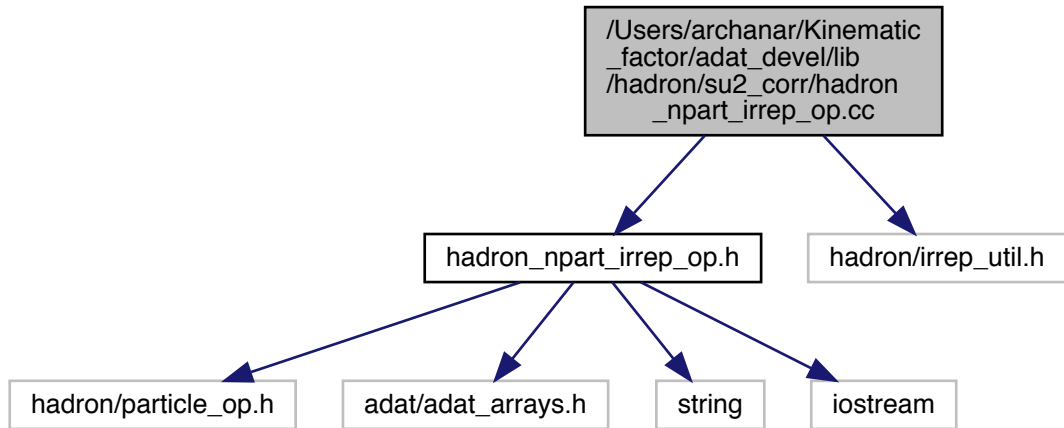 /Users/archanar/Kinematic
_factor/adat_devel/lib
/hadron/su2_corr/hadron
_npart_irrep_op.cc
hadron_npart_irrep_op.h
hadron/irrep_util.h
hadron/particle_op.h
adat/adat_arrays.h
string
iostream